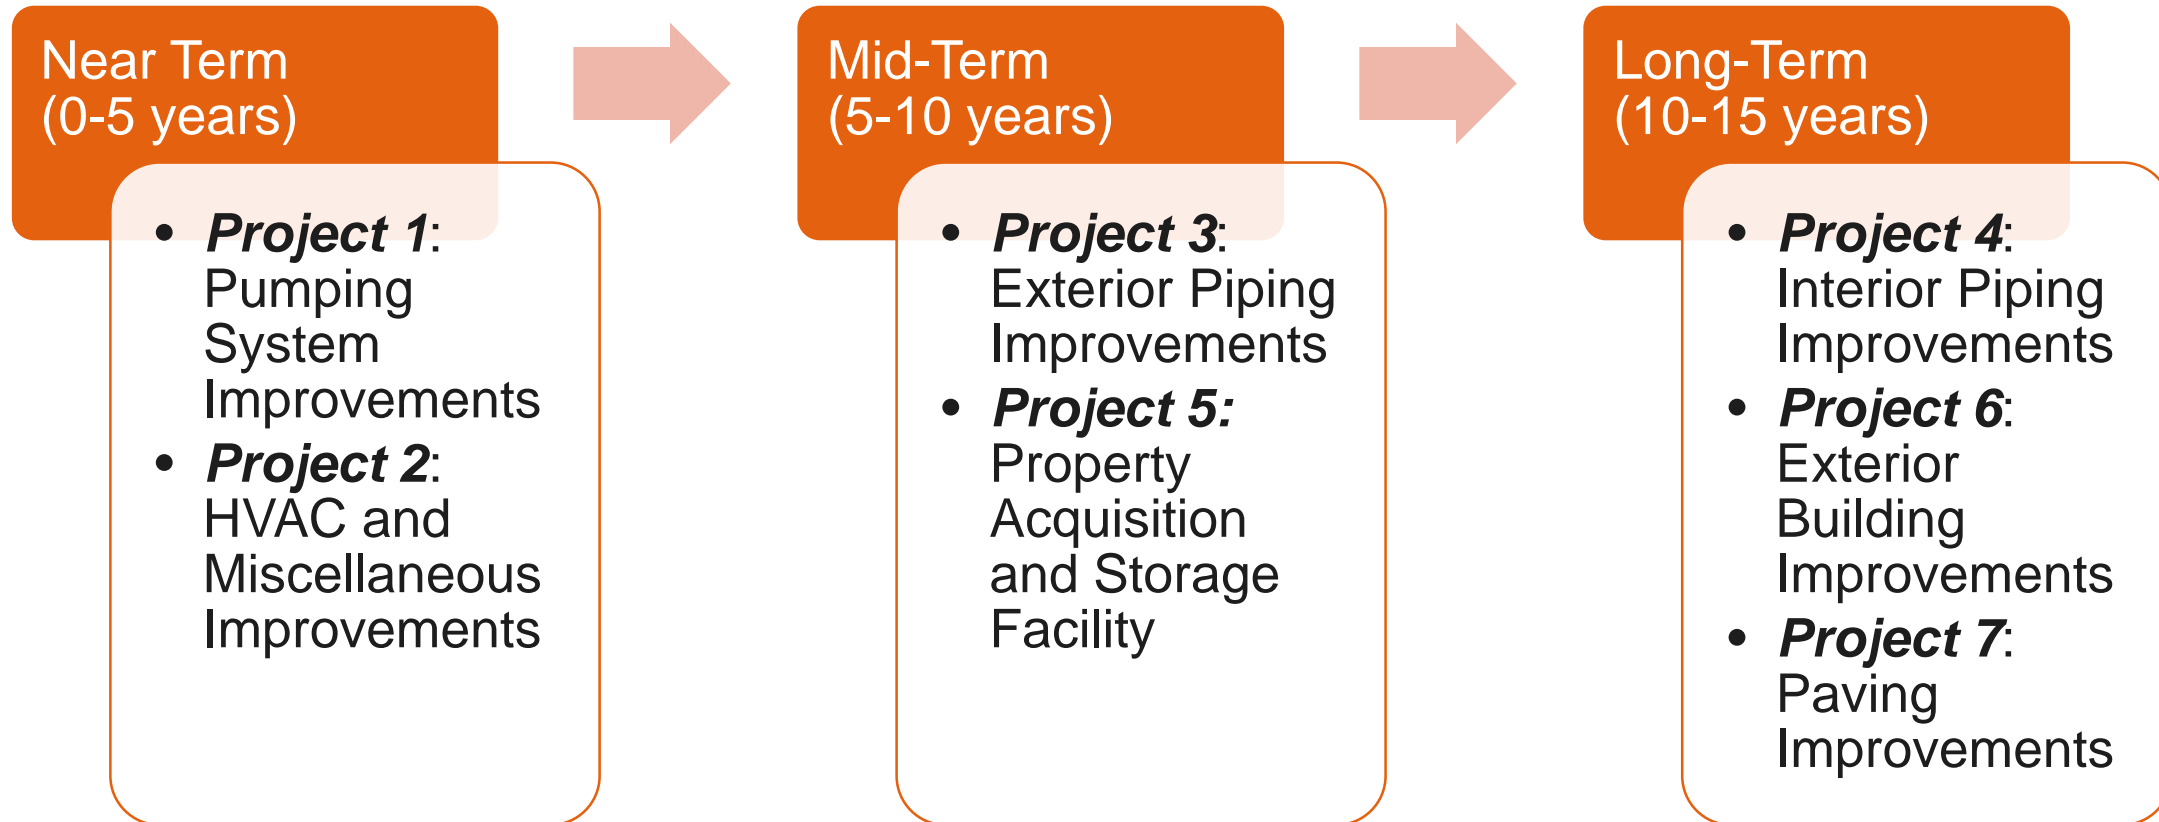 Near Term
(0-5 years)
• Project 1:
Pumping
System
Improvements
• Project 2:
HVAC and
Miscellaneous
Improvements
Mid-Term
(5-10 years)
• Project 3:
Exterior Piping
Improvements
• Project 5:
Property
Acquisition
and Storage
Facility
Long-Term
(10-15 years)
• Project 4:
Interior Piping
Improvements
• Project 6:
Exterior
Building
Improvements
• Project 7:
Paving
Improvements